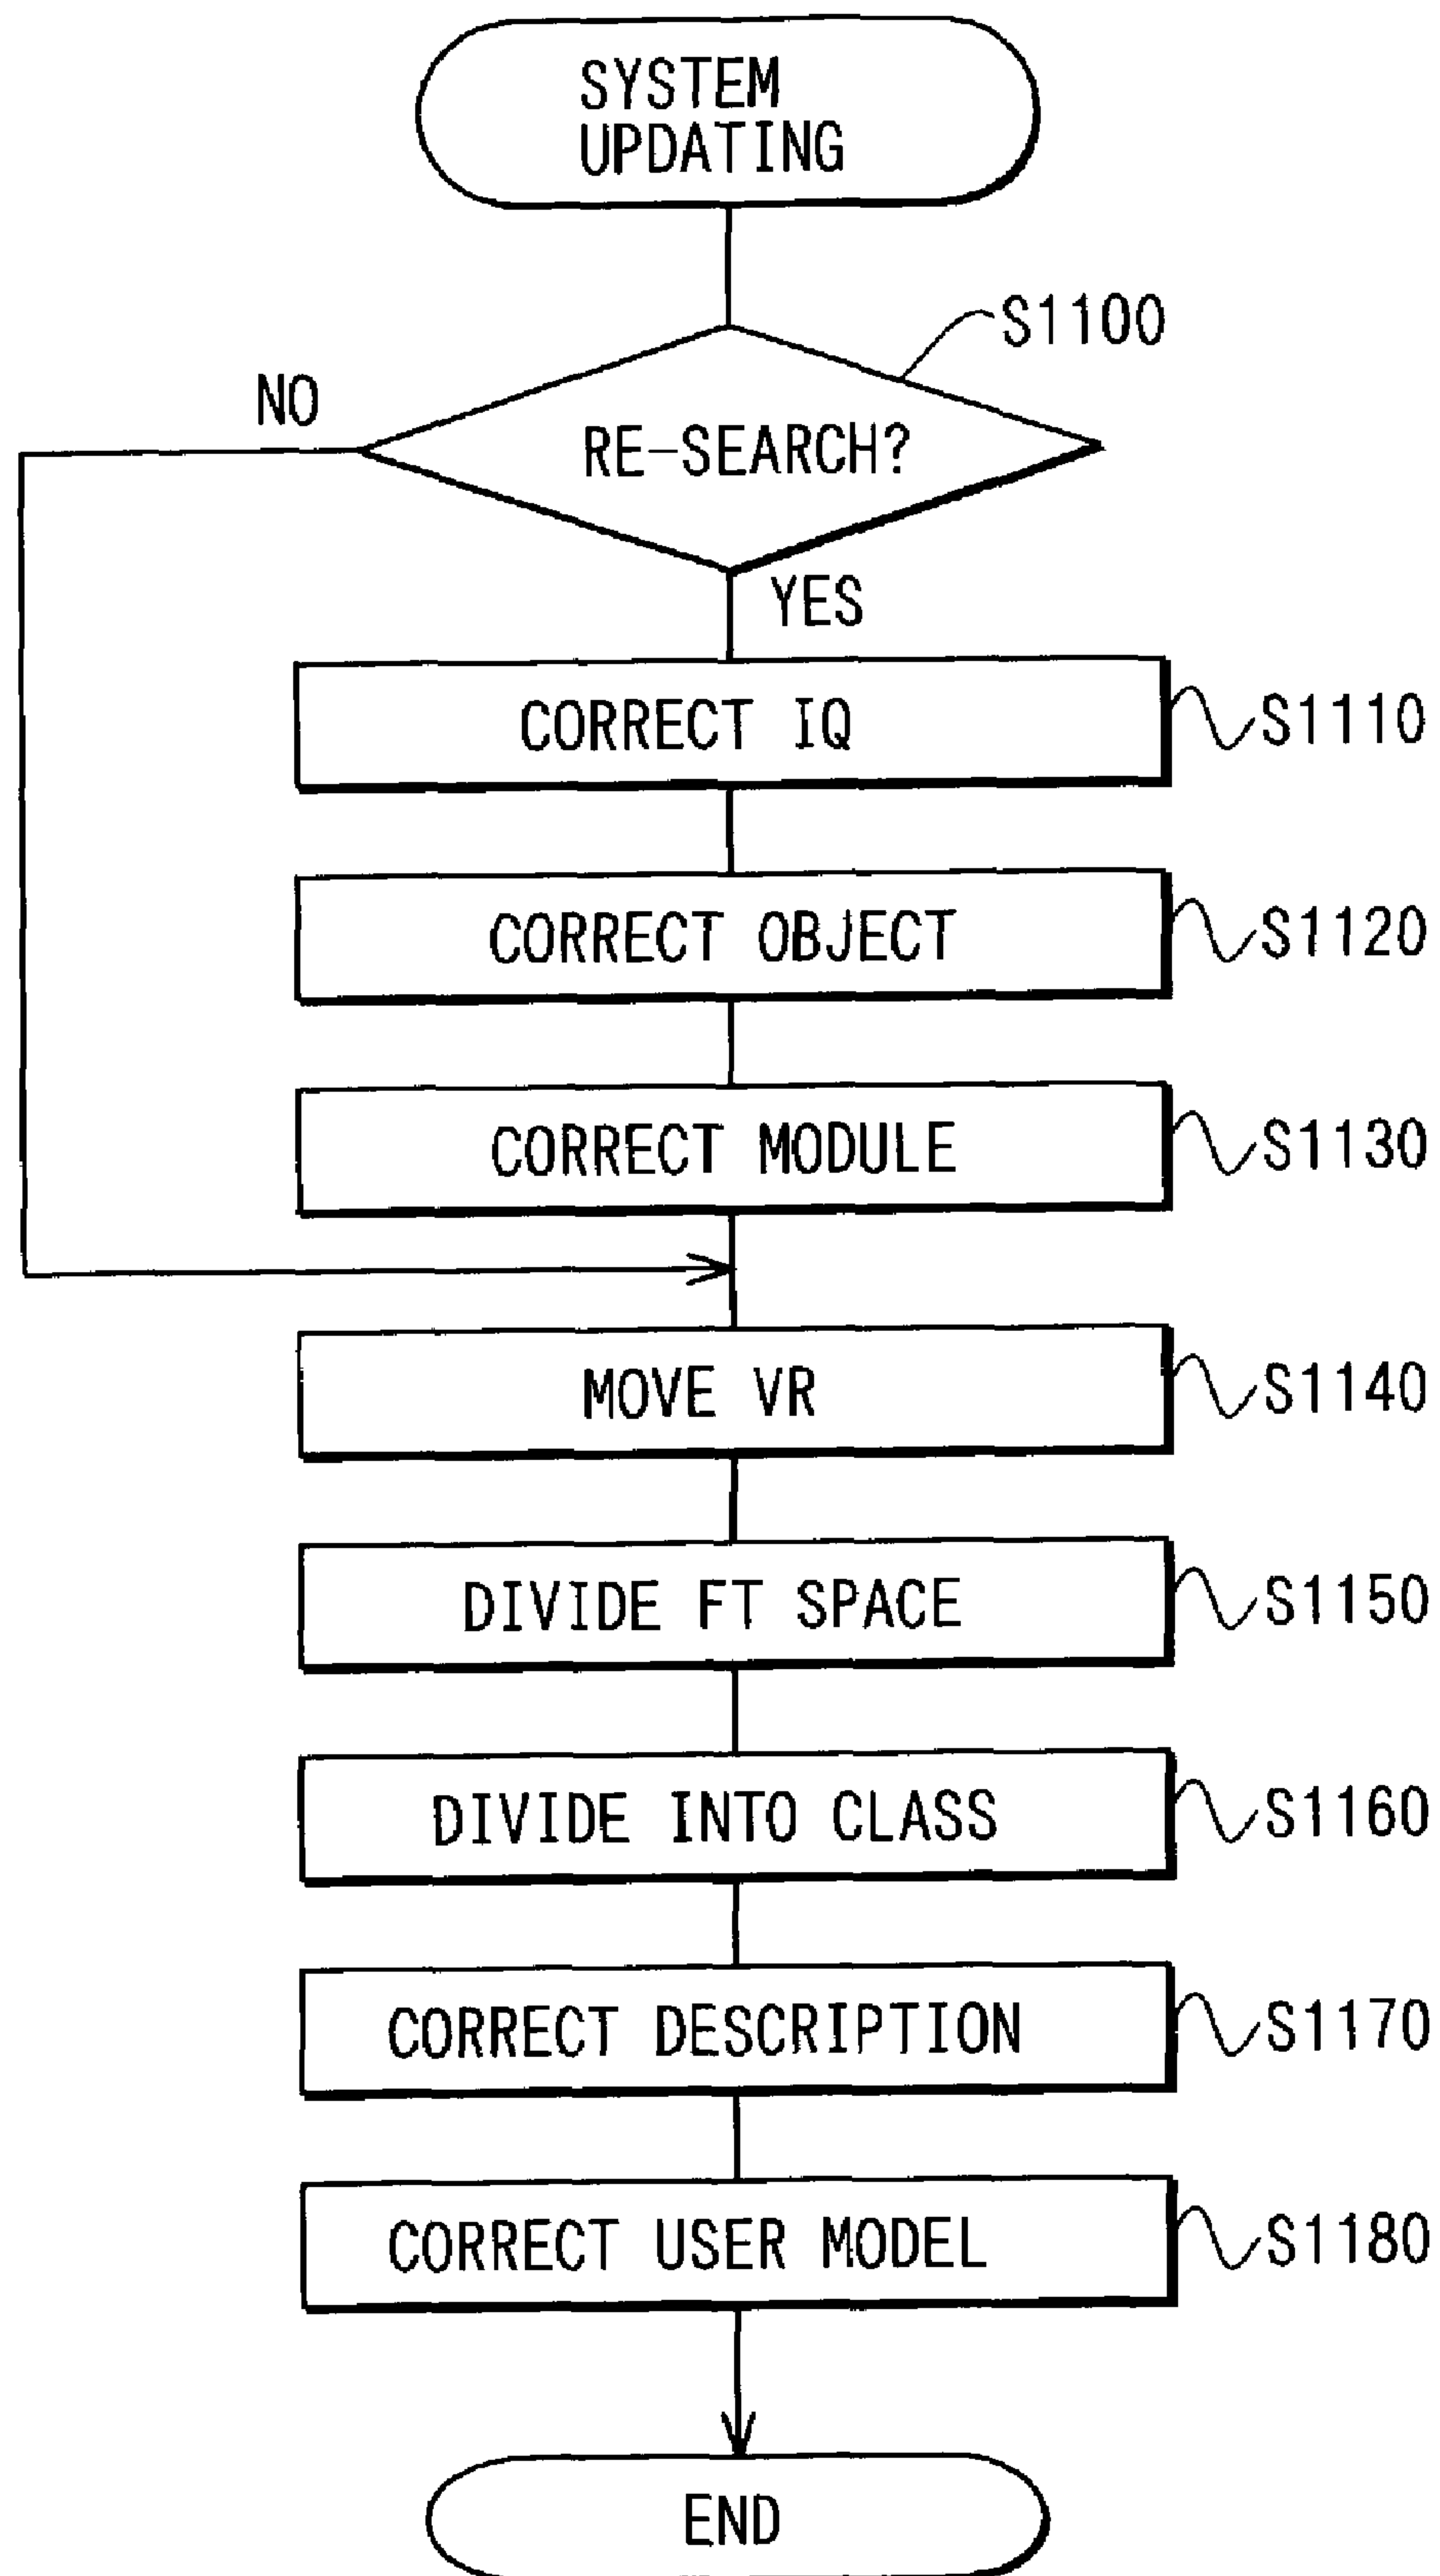 SYSTEM
UPDATING
S1100
NO
RE-SEARCH?
YES
CORRECT IQ
S1110
CORRECT OBJECT
S1120
CORRECT MODULE
S1130
MOVE VR
S1140
DIVIDE FT SPACE
S1150
DIVIDE INTO CLASS
S1160
CORRECT DESCRIPTION
S1170
CORRECT USER MODEL
S1180
END